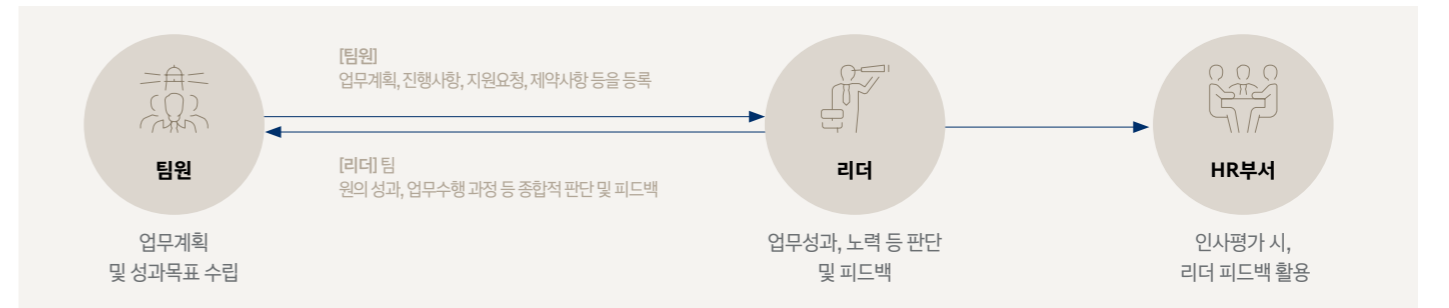 [팀원]
업무계획, 진행사항, 지원요청, 제약사항 등을 등록
[리더] 팀
원의 성과, 업무수행 과정 등 종합적 판단 및 피드백
팀원
업무계획
및 성과목표 수립
리더
업무성과, 노력 등 판단
및 피드백
HR부서
인사평가 시,
리더 피드백 활용